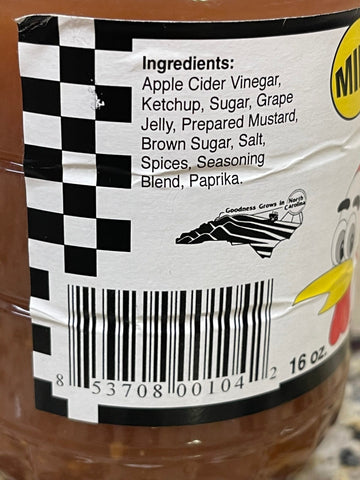 Ingredients:
Apple Cider Vinegar,
Ketchup, Sugar, Grape
Jelly, Prepared Mustard,
Brown Sugar, Salt,
Spices, Seasoning
Blend, Paprika.
MI
Goodness Grows in North
Carolina
8 53708 00104 2
16 oz.